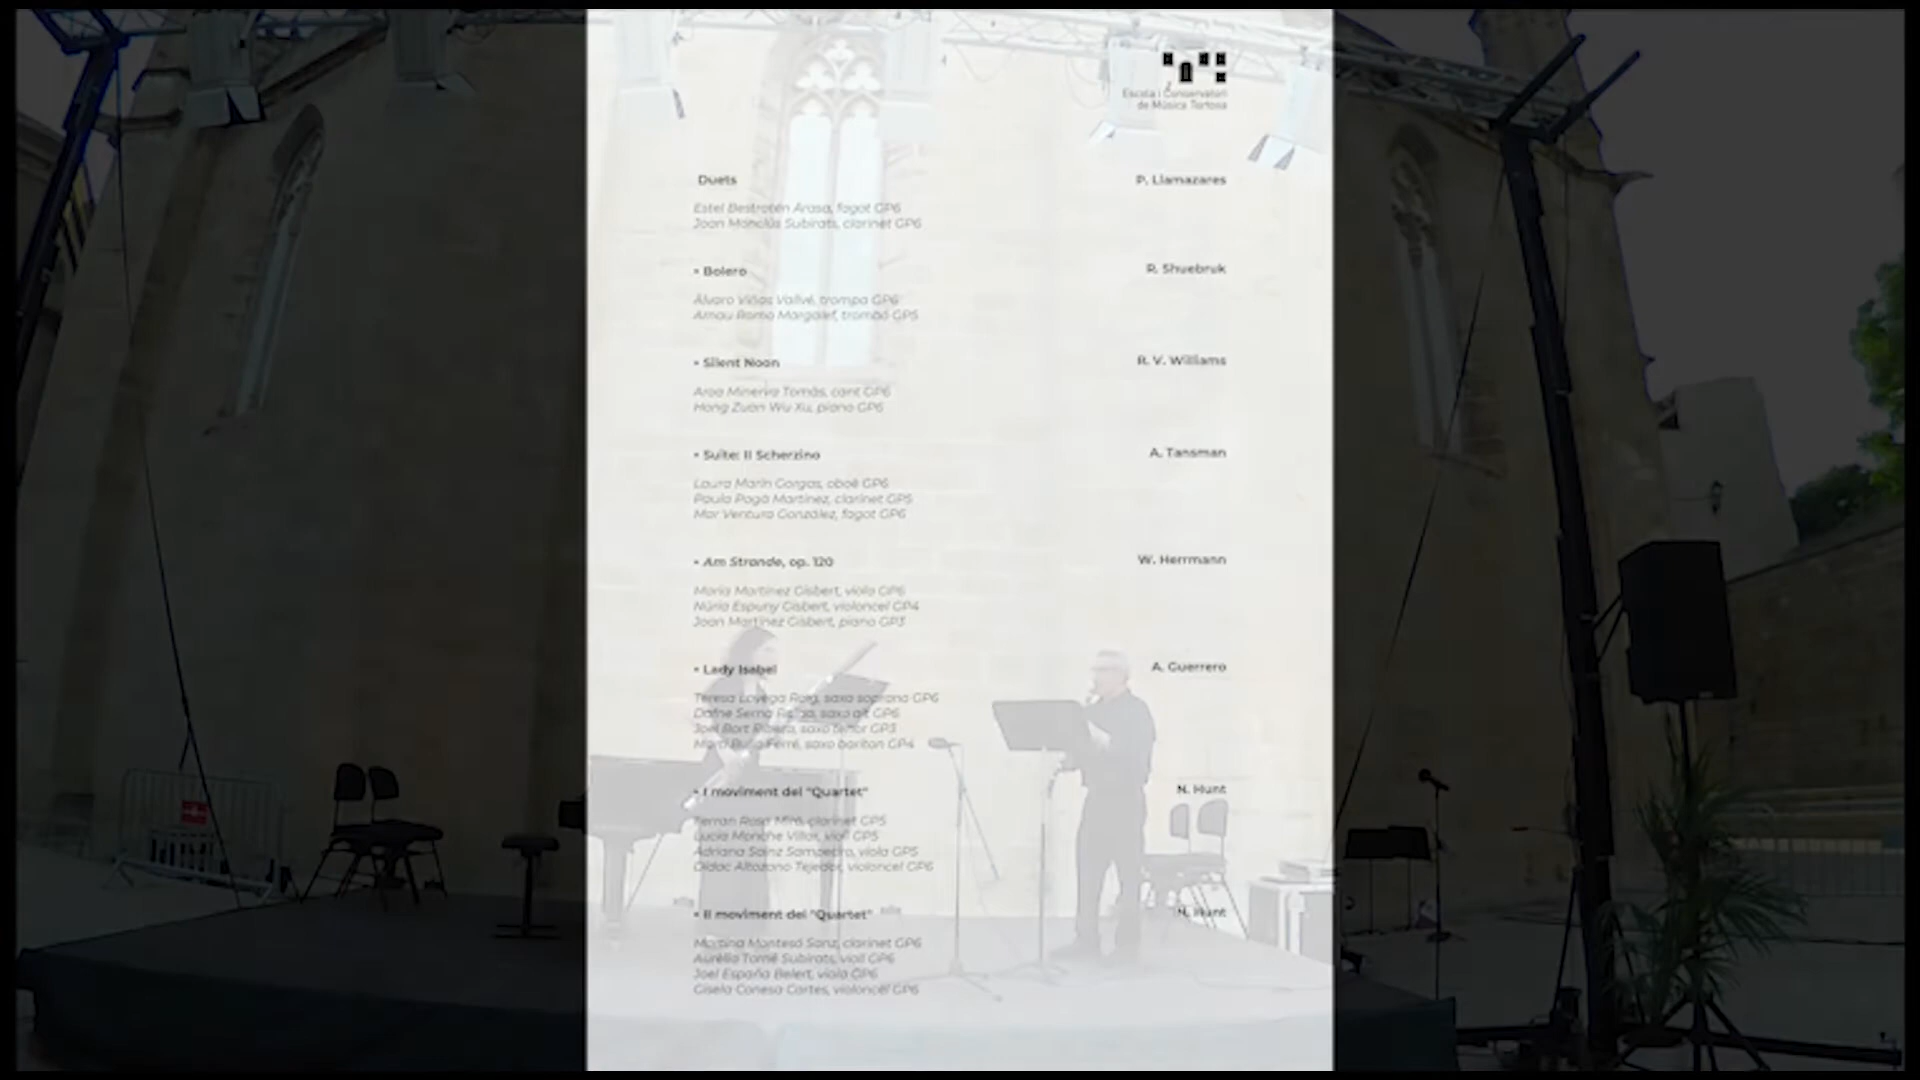 Escola i Conservatori
de Música Tortosa
Duets P. Llamazares
Estel Bestratén Arasa, fagot GP6
Joan Monclús Subirats, clarinet GP6
• Bolero R. Shuebruk
Álvaro Viñas Vallvé, trompa GP6
Arnau Romo Margalef, trombó GP5
• Silent Noon R. V. Williams
Aroa Minerva Tomàs, cant GP6
Hong Zuan Wu Xu, piano GP6
• Suite: II Scherzino A. Tansman
Laura Marín Gorgas, oboè GP6
Paula Pagà Martínez, clarinet GP5
Mar Ventura González, fagot GP6
• Am Strande, op. 120 W. Herrmann
Maria Martínez Gisbert, viola GP6
Núria Espuny Gisbert, violoncel GP4
Joan Martínez Gisbert, piano GP3
• Lady Isabel A. Guerrero
Teresa Loyega Roig, saxo soprano GP6
Dafne Serna saxo alt GP6
Joel Bort Ribera, saxo tenor GP3
Ferré, saxo baríton GP4
• I moviment del "Quartet" N. Hunt
Ferran Rosa Miró, clarinet GP5
Lucía Monche Villar, violí GP5
Adriana Sainz Sampedro, viola GP5
Dídac Altozano Tejedor, violoncel GP6
• II moviment del "Quartet" N. Hunt
Martina Montesó Sanz, clarinet GP6
Aurèlia Tomé Subirats, violí GP6
Joel España Belert, viola GP6
Gisela Conesa Cortes, violoncel GP6